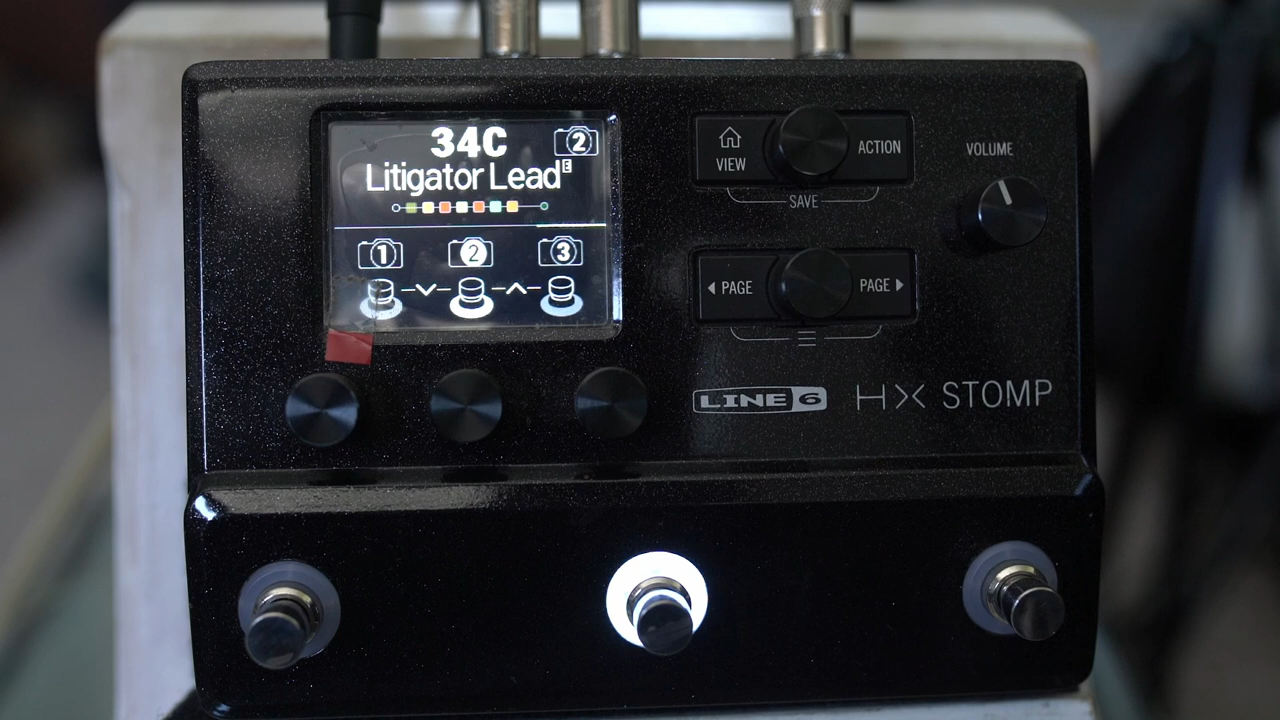 34C
2
Litigator Lead E
1 2 3
VIEW
ACTION
SAVE
VOLUME
PAGE
PAGE
LINE 6
HX STOMP